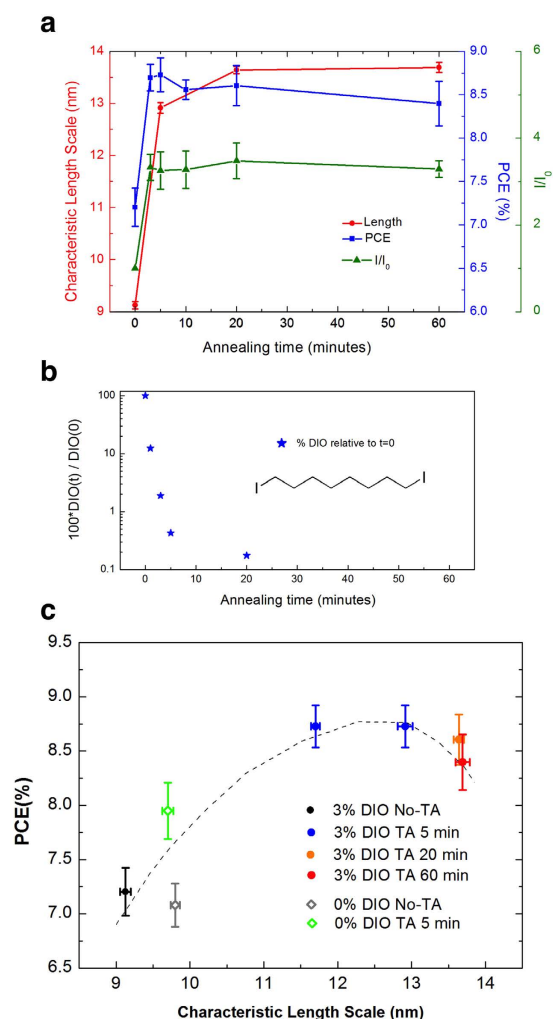 a
14
13
12
11
10
9
Characteristic Length Scale (nm)
9.0
8.5
8.0
7.5
7.0
6.5
6.0
PCE (%)
6
4
2
0
I/I0
Length
PCE
I/I0
0 10 20 30 40 50 60
Annealing time (minutes)
b
100
10
1
0.1
100*DIO(t) / DIO(0)
% DIO relative to t=0
I
I
0 10 20 30 40 50 60
Annealing time (minutes)
c
9.5
9.0
8.5
8.0
7.5
7.0
6.5
PCE(%)
3% DIO No-TA
3% DIO TA 5 min
3% DIO TA 20 min
3% DIO TA 60 min
0% DIO No-TA
0% DIO TA 5 min
9 10 11 12 13 14
Characteristic Length Scale (nm)